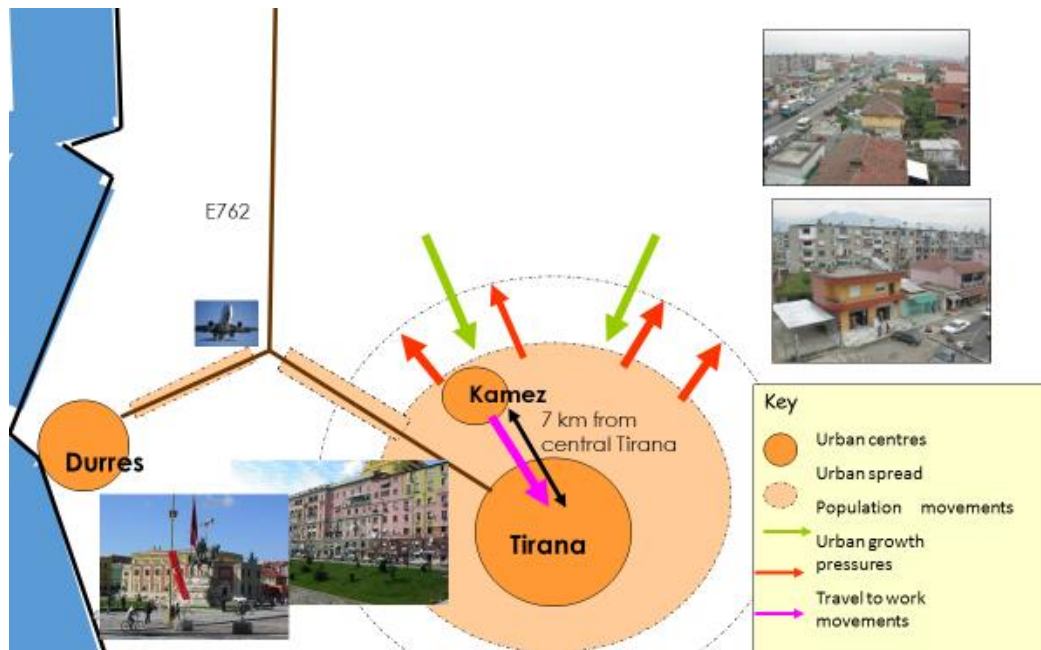 E762
Kamez
7 km from
central Tirana
Durres
Tirana
Key
Urban centres
Urban spread
Population movements
Urban growth
pressures
Travel to work
movements